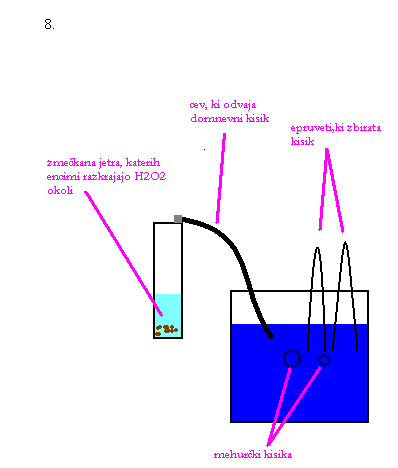 8.
cev, ki odvaja
domnevni kisik
epruveti,ki zbirata
kisik
zmečkana jetra, katerih
encimi razkrajajo H2O2
okoli
mehurčki kisika